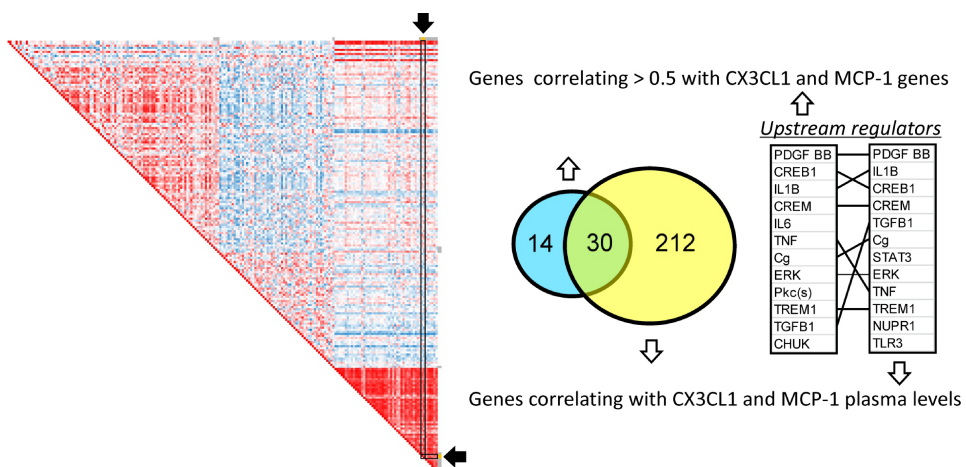 Genes correlating > 0.5 with CX3CL1 and MCP-1 genes
Upstream regulators
PDGF BB PDGF BB
CREB1 IL1B
IL1B CREB1
CREM CREM
IL6 TGFB1
TNF Cg
Cg STAT3
ERK ERK
Pkc(s) TNF
TREM1 TREM1
TGFB1 NUPR1
CHUK TLR3
14 30 212
Genes correlating with CX3CL1 and MCP-1 plasma levels